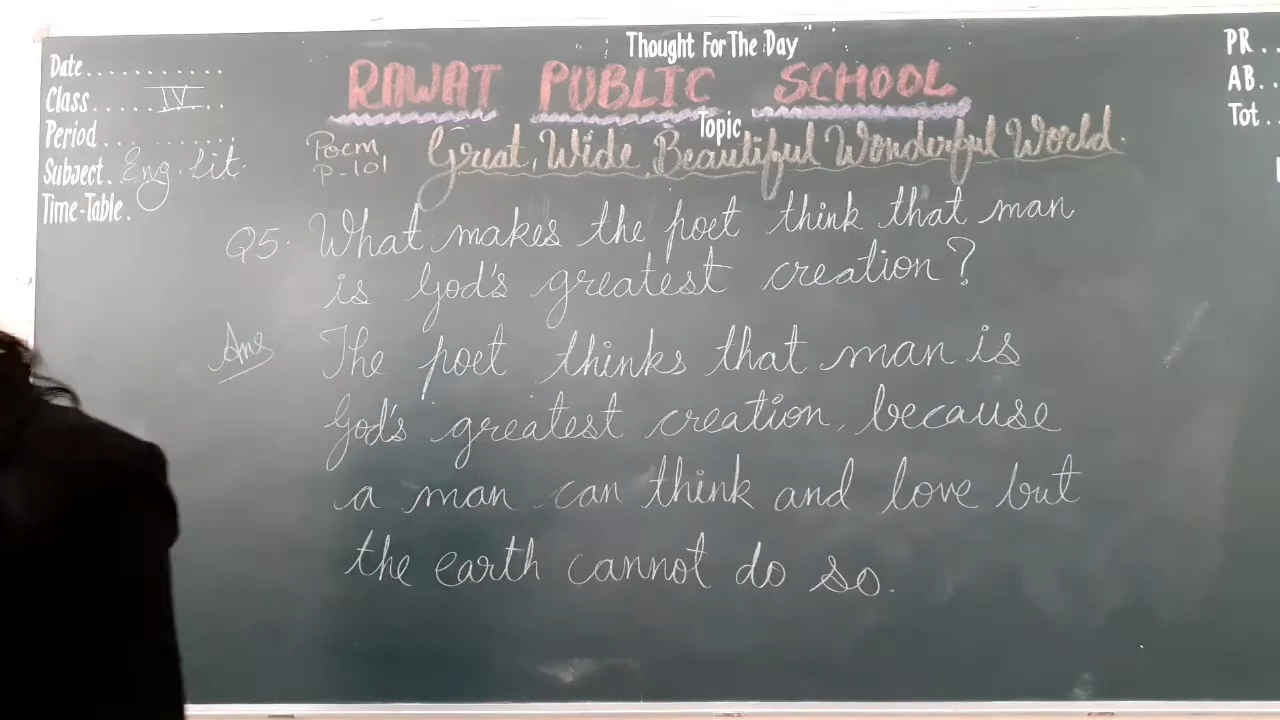 Thought For The Day
Date...........
RAWAT PUBLIC SCHOOL
PR..
Class.....IV..
AB..
Topic
Tot..
Period..........
Poem
P-101
Great, Wide, Beautiful Wonderful World.
Subject. Eng. Lit.
Time-Table.
Q5. What makes the poet think that man
is God's greatest creation?
Ans The poet thinks that man is
God's greatest creation, because
a man can think and love but
the earth cannot do so.